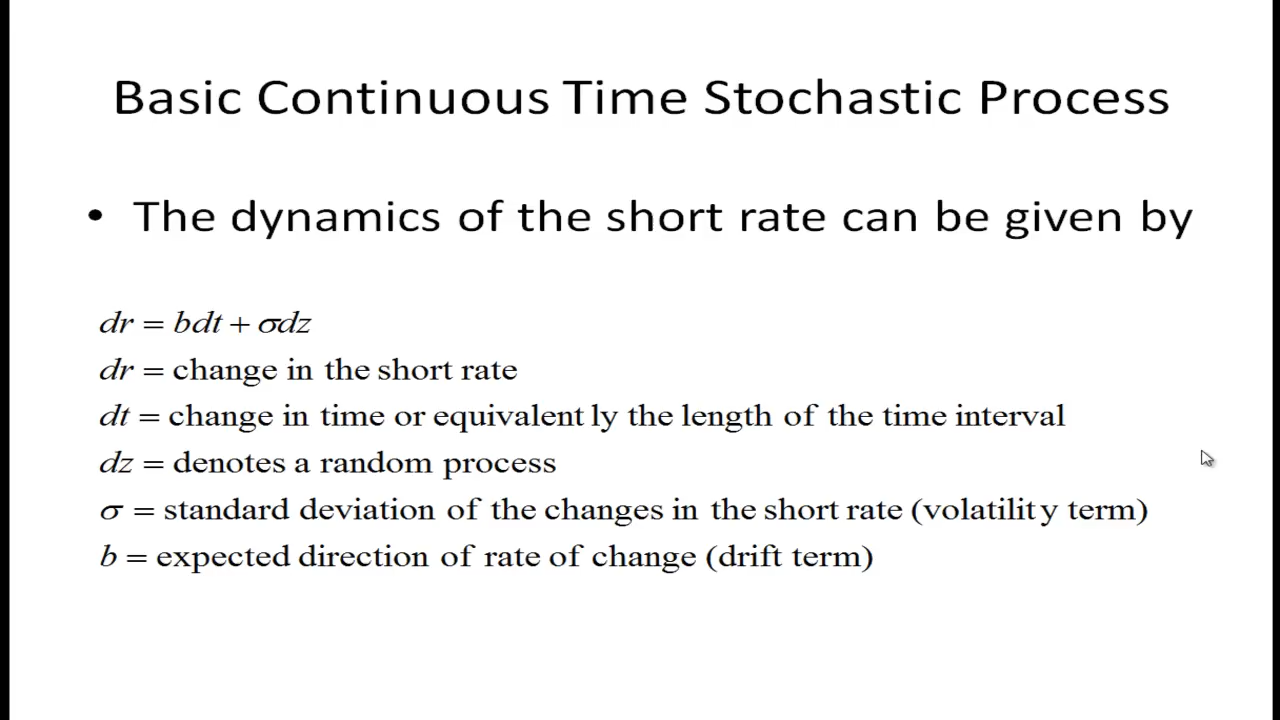 Basic Continuous Time Stochastic Process
• The dynamics of the short rate can be given by
dr = bdt + σdz
dr = change in the short rate
dt = change in time or equivalent ly the length of the time interval
dz = denotes a random process
σ = standard deviation of the changes in the short rate (volatilit y term)
b = expected direction of rate of change (drift term)